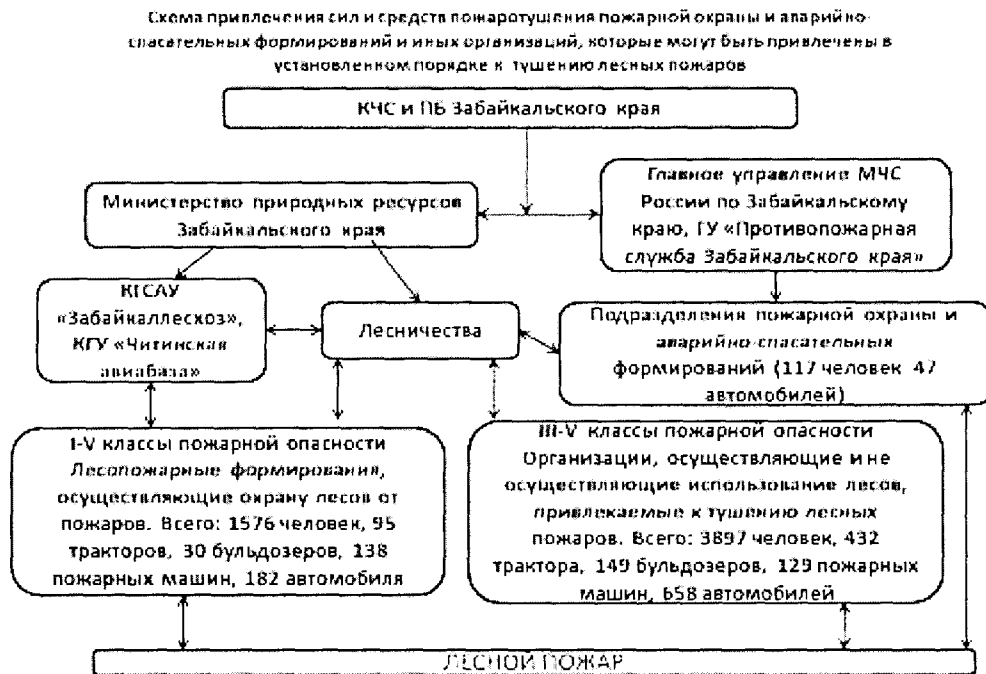 Схема привлечения сил и средств пожаротушения пожарной охраны и аварийно-
спасательных формирований и иных организаций, которые могут быть привлечены в
установленном порядке к тушению лесных пожаров
КЧС и ПБ Забайкальского края
Министерство природных ресурсов
Забайкальского края
Главное управление МЧС
России по Забайкальскому
краю, ГУ «Противопожарная
служба Забайкальского края»
КГСАУ
«Забайкаллесхоз»,
КГУ «Читинская
авиабаза»
Лесничества
Подразделения пожарной охраны и
аварийно-спасательных
формирований (117 человек 47
автомобилей)
I-V классы пожарной опасности
Лесопожарные формирования,
осуществляющие охрану лесов от
пожаров. Всего: 1576 человек, 95
тракторов, 30 бульдозеров, 138
пожарных машин, 182 автомобиля
III-V классы пожарной опасности
Организации, осуществляющие и не
осуществляющие использование лесов,
привлекаемые к тушению лесных
пожаров. Всего: 3897 человек, 432
трактора, 149 бульдозеров, 129 пожарных
машин, 658 автомобилей
ЛЕСНОЙ ПОЖАР